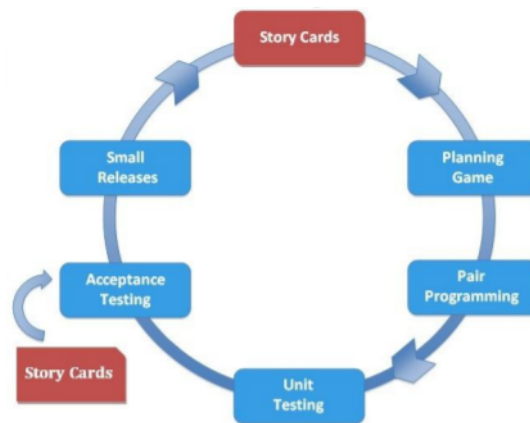 Story Cards
Small
Releases
Planning
Game
Acceptance
Testing
Pair
Programming
Story Cards
Unit
Testing